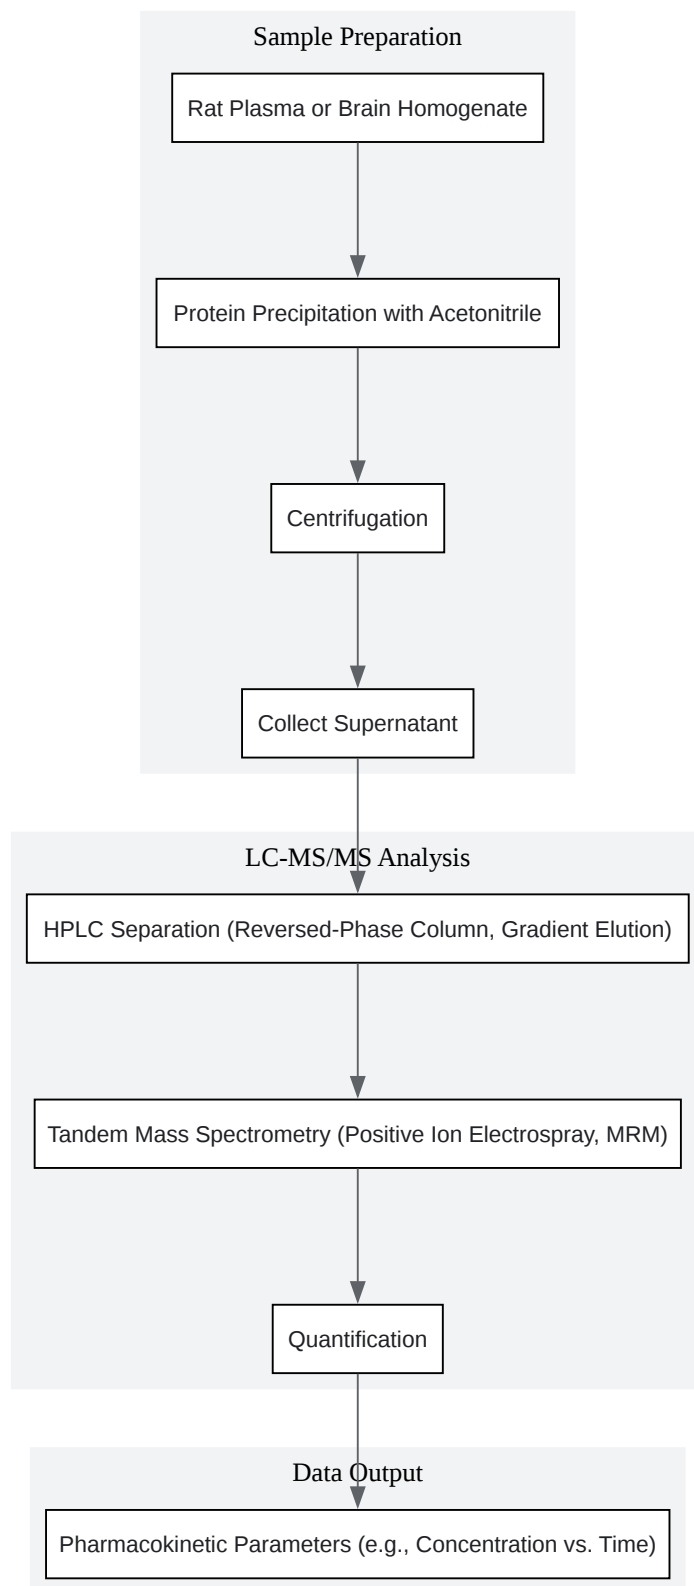 Sample Preparation
Rat Plasma or Brain Homogenate
Protein Precipitation with Acetonitrile
Centrifugation
Collect Supernatant
LC-MS/MS Analysis
HPLC Separation (Reversed-Phase Column, Gradient Elution)
Tandem Mass Spectrometry (Positive Ion Electrospray, MRM)
Quantification
Data Output
Pharmacokinetic Parameters (e.g., Concentration vs. Time)